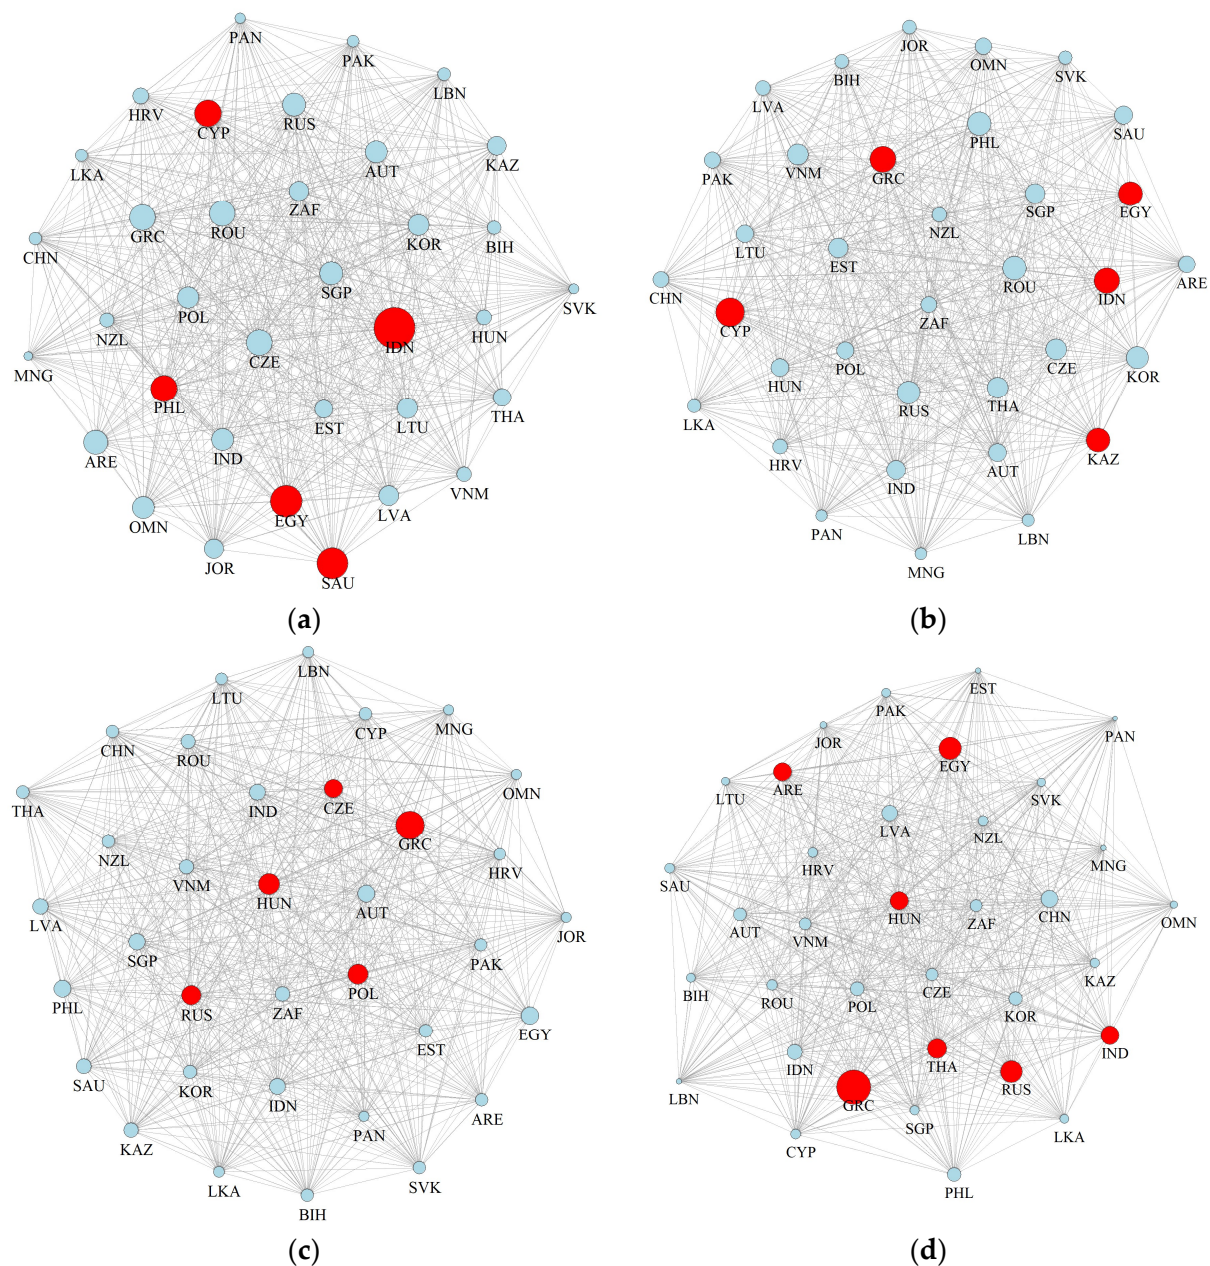 PAN
PAK
LBN
HRV
CYP
RUS
KAZ
AUT
LKA
ZAF
GRC
ROU
KOR
BIH
CHN
SGP
SVK
POL
NZL
HUN
IDN
CZE
MNG
PHL
THA
EST
LTU
ARE
IND
VNM
OMN
EGY
LVA
JOR
SAU
(a)
JOR
OMN
SVK
BIH
LVA
SAU
PHL
VNM
GRC
PAK
SGP
EGY
NZL
LTU
EST
ROU
IDN
ARE
CHN
CYP
ZAF
POL
CZE
KOR
HUN
RUS
THA
LKA
KAZ
HRV
AUT
IND
PAN
LBN
MNG
(b)
LBN
LTU
CYP
MNG
CHN
ROU
OMN
THA
IND
CZE
GRC
NZL
HRV
VNM
HUN
AUT
LVA
JOR
SGP
PAK
POL
PHL
RUS
ZAF
EGY
EST
SAU
KOR
IDN
ARE
PAN
KAZ
LKA
SVK
BIH
(c)
EST
PAK
PAN
JOR
EGY
LTU
ARE
SVK
LVA
NZL
MNG
HRV
SAU
HUN
ZAF
CHN
OMN
AUT
VNM
KAZ
BIH
ROU
POL
CZE
KOR
IND
IDN
THA
RUS
LBN
GRC
SGP
LKA
CYP
PHL
(d)